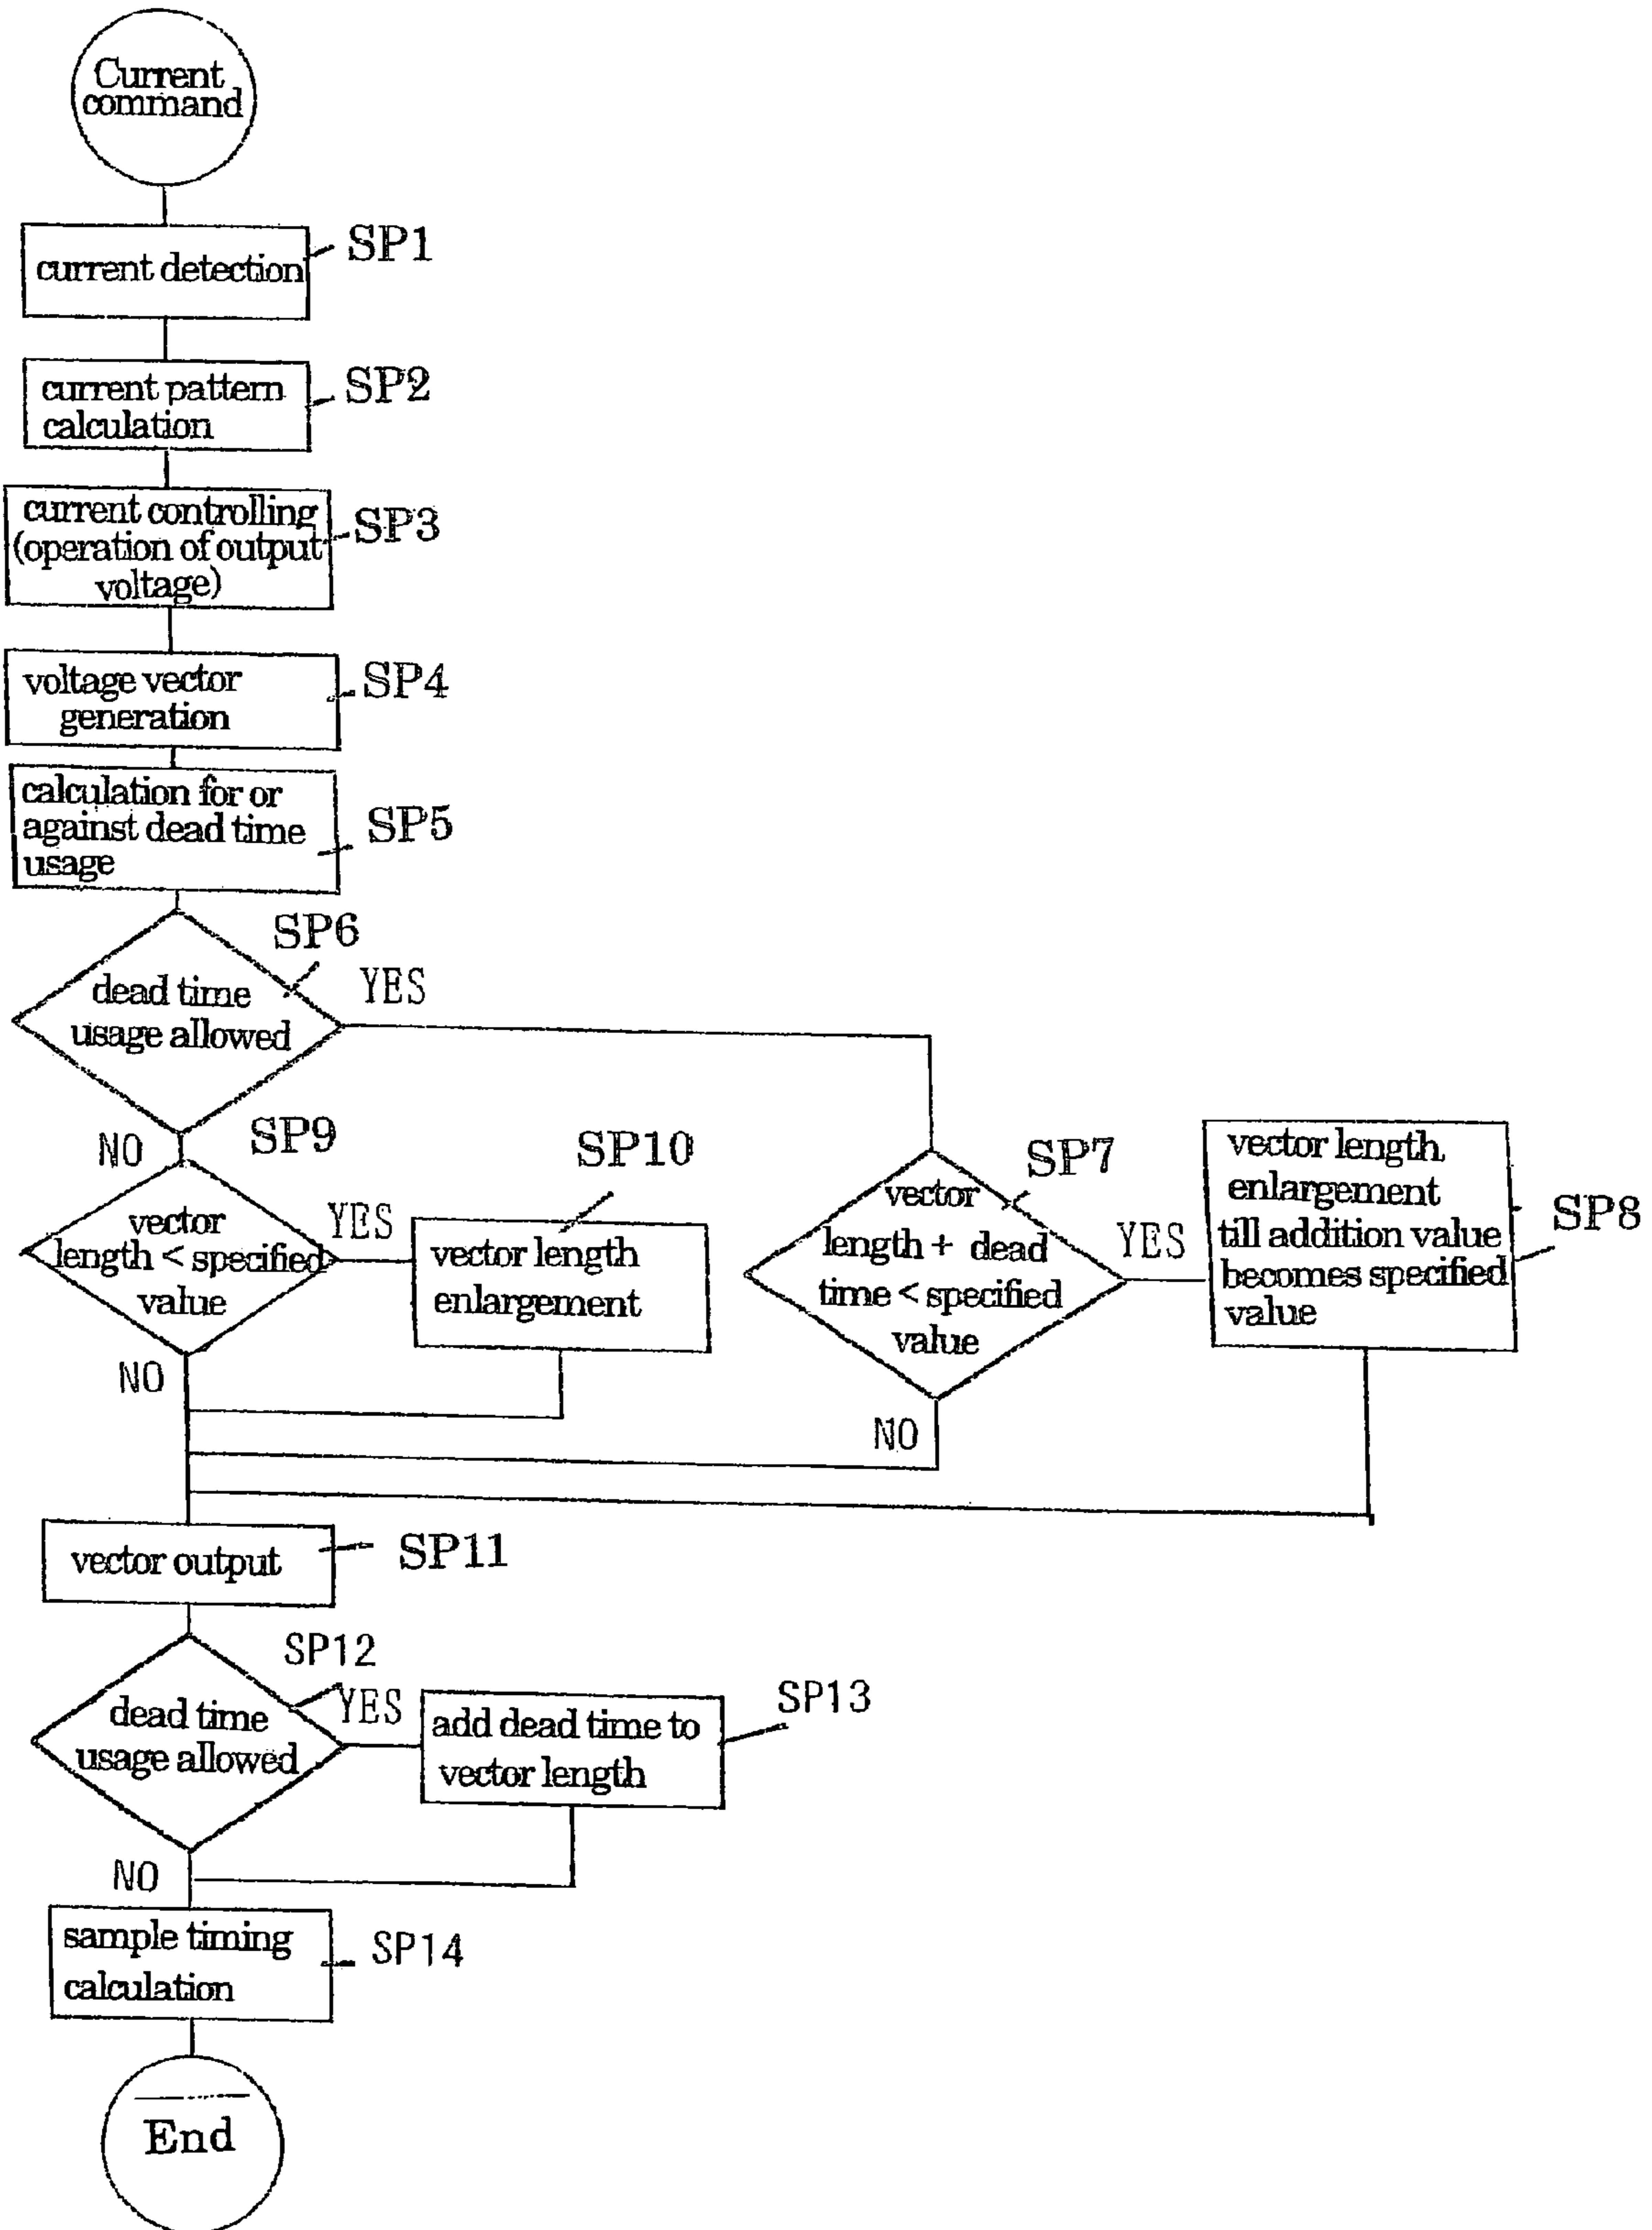 Current
command
current detection
SP1
current pattern
calculation
SP2
current controlling
(operation of output
voltage)
SP3
voltage vector
generation
SP4
calculation for or
against dead time
usage
SP5
SP6
dead time
usage allowed
YES
NO
SP9
vector
length < specified
value
YES
NO
SP10
vector length
enlargement
SP7
vector
length + dead
time < specified
value
YES
NO
vector length
enlargement
till addition value
becomes specified
value
SP8
vector output
SP11
SP12
dead time
usage allowed
YES
NO
add dead time to
vector length
SP13
sample timing
calculation
SP14
End